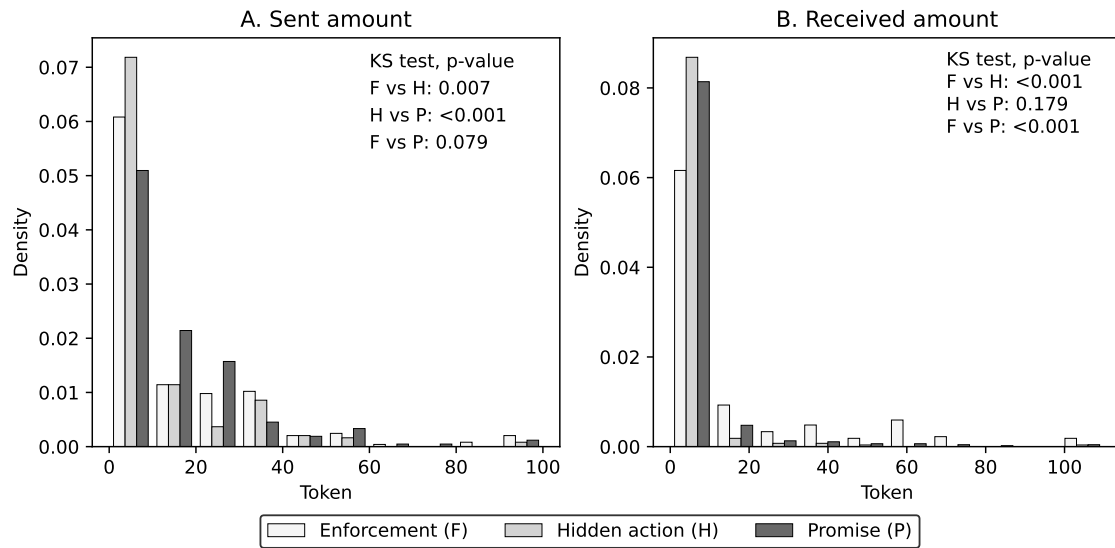 A. Sent amount
KS test, p-value
F vs H: 0.007
H vs P: <0.001
F vs P: 0.079
0.07
0.06
0.05
0.04
0.03
0.02
0.01
0.00
Density
0 20 40 60 80 100
Token
B. Received amount
KS test, p-value
F vs H: <0.001
H vs P: 0.179
F vs P: <0.001
0.08
0.06
0.04
0.02
0.00
Density
0 20 40 60 80 100
Token
Enforcement (F) Hidden action (H) Promise (P)